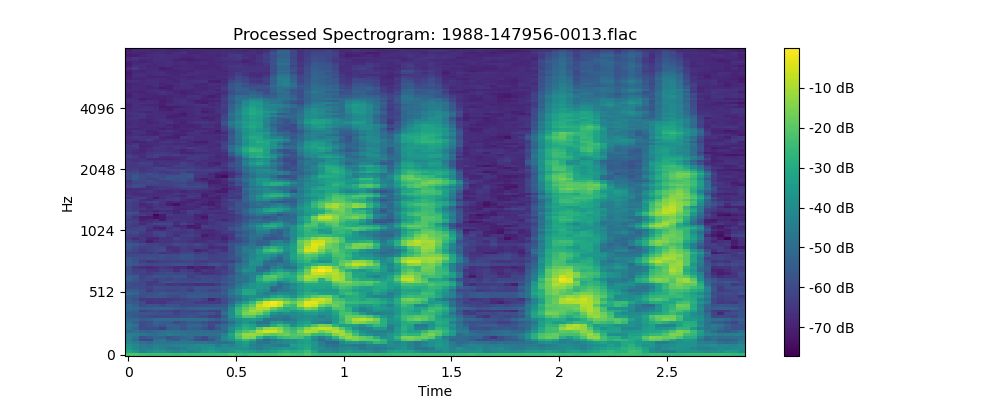 Processed Spectrogram: 1988-147956-0013.flac
Hz
4096
2048
1024
512
0
0
0.5
1
1.5
2
2.5
Time
-10 dB
-20 dB
-30 dB
-40 dB
-50 dB
-60 dB
-70 dB